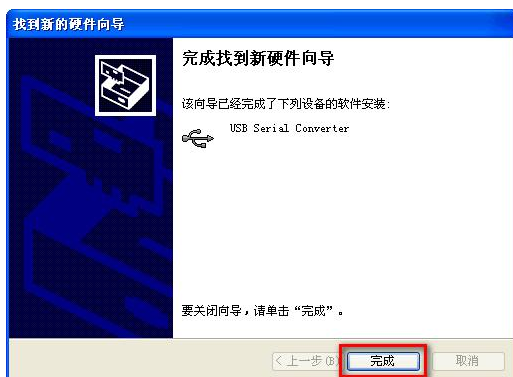 找到新的硬件向导
完成找到新硬件向导
该向导已经完成了下列设备的软件安装:
USB Serial Converter
要关闭向导，请单击“完成”。
<上一步(B) 完成 取消